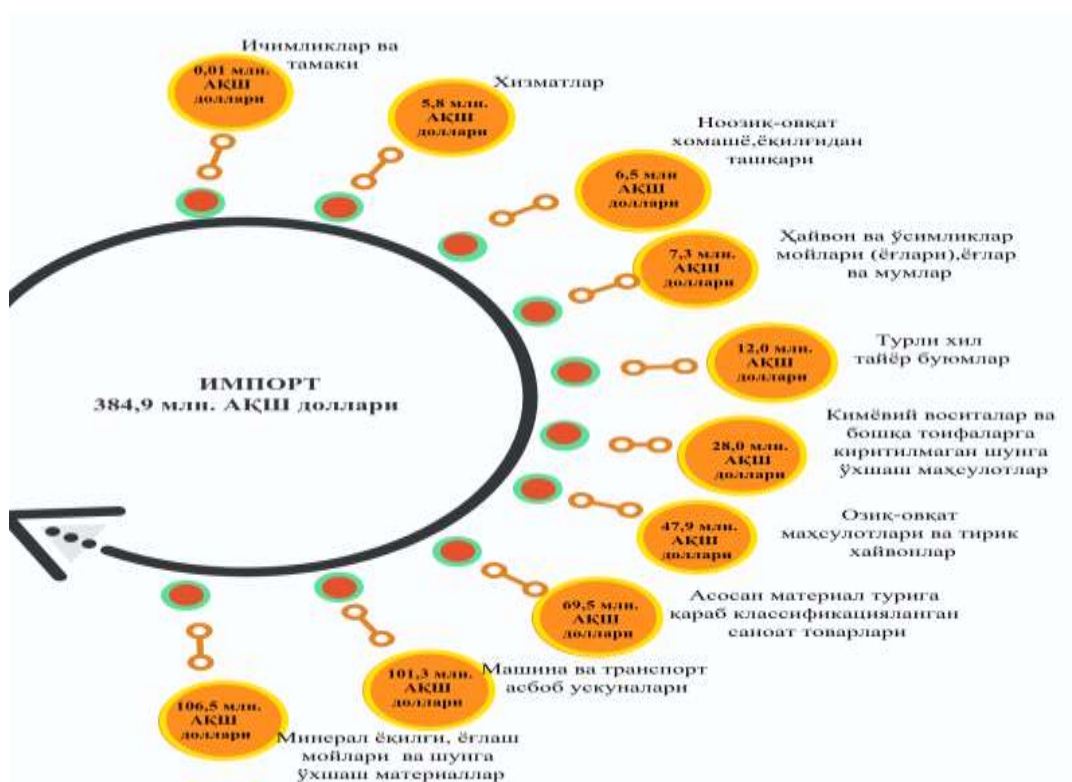 Ичимликлар ва
тамаки
0,01 млн.
АҚШ
доллари
Хизматлар
5,8 млн.
АҚШ
доллари
Ноозиқ-овқат
хомашё,ёқилғидан
ташқари
6,5 млн
АҚШ
доллари
Ҳайвон ва ўсимликлар
мойлари (ёглари),ёғлар
ва мумлар
7,3 млн.
АҚШ
доллари
Турли хил
тайёр буюмлар
12,0 млн.
АҚШ
доллари
ИМПОРТ
384,9 млн. АҚШ доллари
Кимёвий воситалар ва
бошқа тоифаларга
киритилмаган шунга
ўхшаш маҳсулотлар
28,0 млн.
АҚШ
доллари
Озиқ-овқат
маҳсулотлари ва тирик
хайвонлар
47,9 млн.
АҚШ
доллари
Асосан материал турига
қараб классификацияланган
саноат товарлари
69,5 млн.
АҚШ
доллари
Машина ва транспорт
асбоб ускуналари
101,3 млн.
АҚШ
доллари
106,5 млн.
АҚШ
доллари
Минерал ёқилғи, ёғлаш
мойлари ва шунга
ўхшаш материаллар